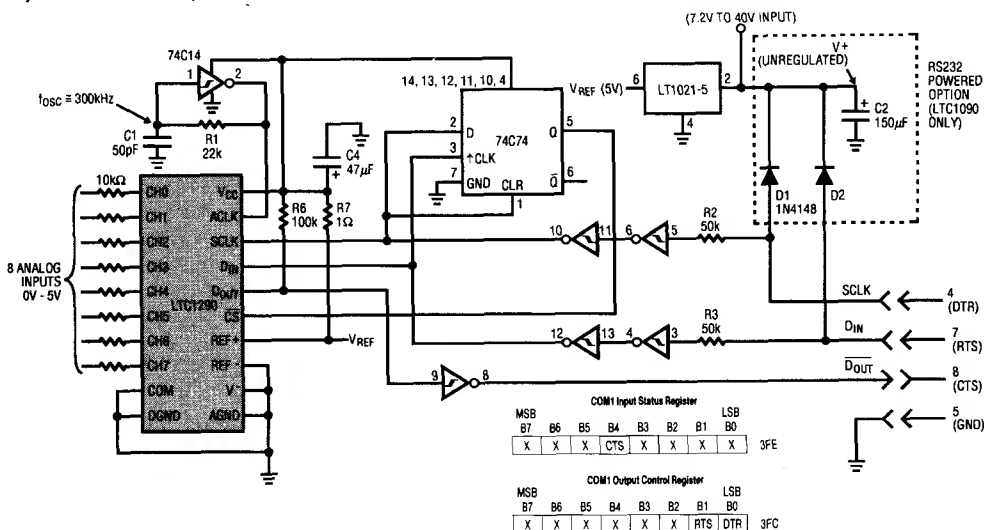 (7.2V TO 40V INPUT)
74C14
1
2
14, 13, 12, 11, 10, 4
VREF (5V)
6
LT1021-5
2
4
V+
(UNREGULATED)
C2
150µF
RS232
POWERED
OPTION
(LTC1090
ONLY)
fOSC ≅ 300kHz
C1
50pF
R1
22k
C4
47µF
2
D
Q
5
74C74
3
↑CLK
7
GND
CLR
Q̅
6
1
D1
1N4148
D2
10kΩ
CH0
CH1
CH2
CH3
CH4
CH5
CH6
CH7
COM
DGND
LTC1290
VCC
ACLK
SCLK
DIN
DOUT
CS
REF+
REF-
V-
AGND
8 ANALOG
INPUTS
0V - 5V
R6
100k
R7
1Ω
VREF
10
11
6
5
R2
50k
12
13
4
3
R3
50k
9
8
SCLK
4
(DTR)
DIN
7
(RTS)
DOUT
8
(CTS)
5
(GND)
COM1 Input Status Register
MSB LSB
B7 B6 B5 B4 B3 B2 B1 B0
X X X CTS X X X X 3FE
COM1 Output Control Register
MSB LSB
B7 B6 B5 B4 B3 B2 B1 B0
X X X X X X RTS DTR 3FC